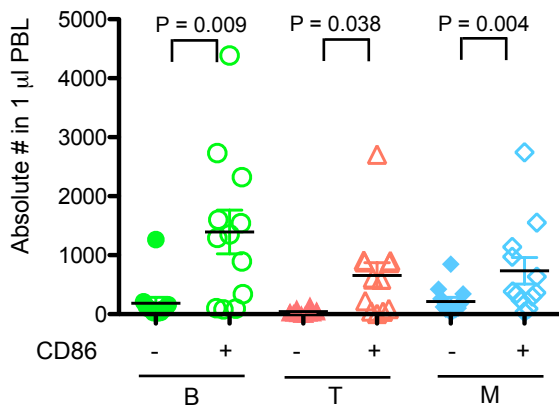 P = 0.009 P = 0.038 P = 0.004
Absolute # in 1 µl PBL
5000
4000
3000
2000
1000
0
CD86 - + - + - +
B T M